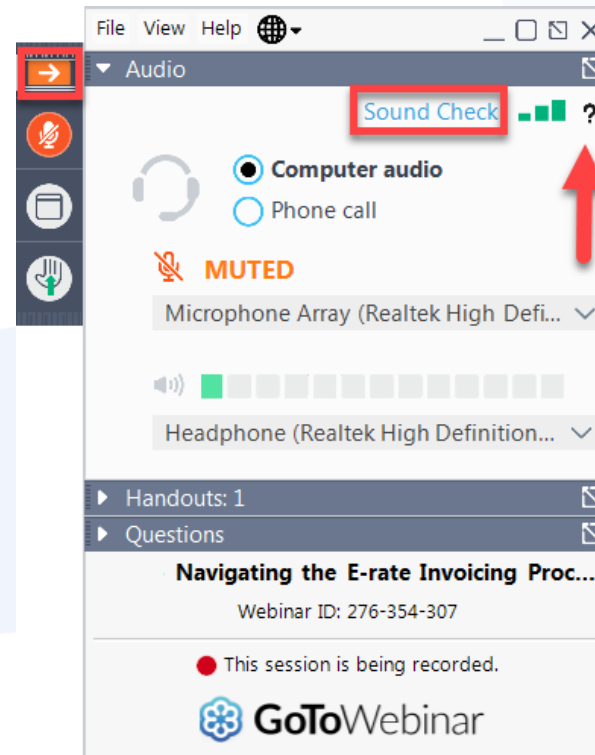 File View Help
Audio
Sound Check ?
Computer audio
Phone call
MUTED
Microphone Array (Realtek High Defi...
Headphone (Realtek High Definition...
Handouts: 1
Questions
Navigating the E-rate Invoicing Proc...
Webinar ID: 276-354-307
This session is being recorded.
GoToWebinar